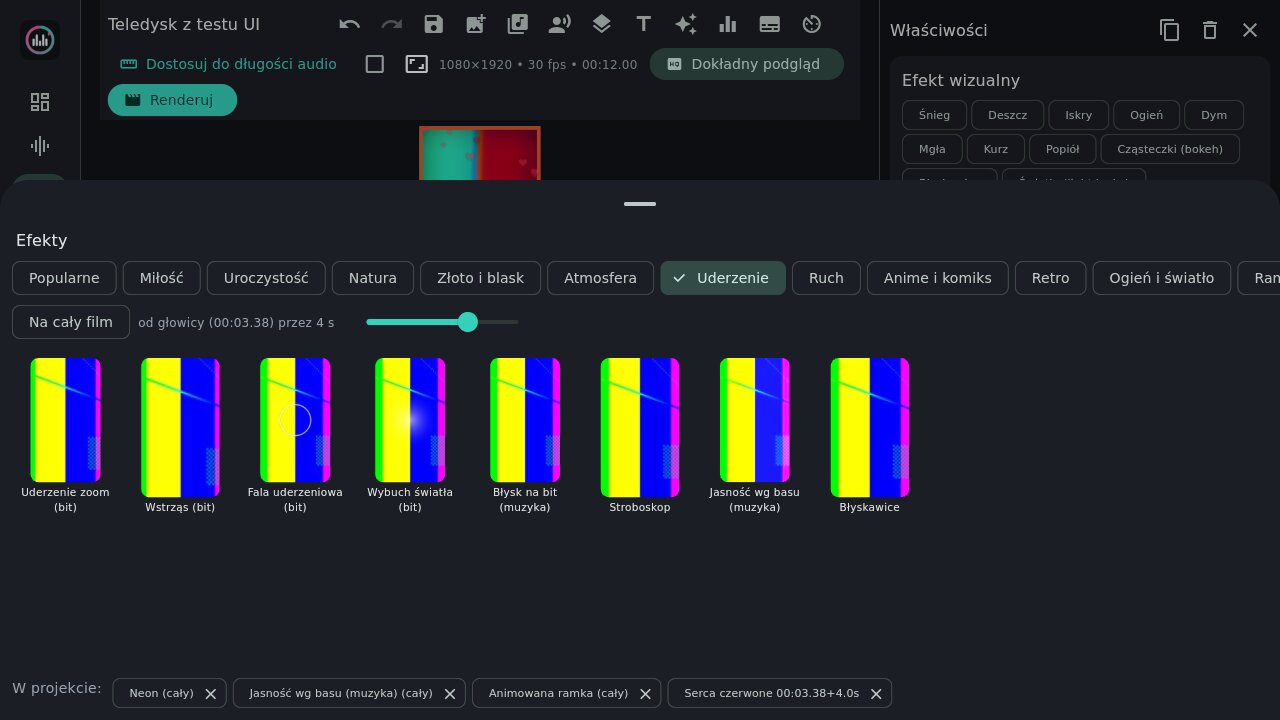 Teledysk z testu UI
Właściwości
Dostosuj do długości audio
1080×1920 • 30 fps • 00:12.00
HQ Dokładny podgląd
Renderuj
Efekt wizualny
Śnieg Deszcz Iskry Ogień Dym
Mgła Kurz Popiół Cząsteczki (bokeh)
Efekty
Popularne Miłość Uroczystość Natura Złoto i blask Atmosfera Uderzenie Ruch Anime i komiks Retro Ogień i światło
Na cały film od głowicy (00:03.38) przez 4 s
Uderzenie zoom (bit)
Wstrząs (bit)
Fala uderzeniowa (bit)
Wybuch światła (bit)
Błysk na bit (muzyka)
Stroboskop
Jasność wg basu (muzyka)
Błyskawice
W projekcie: Neon (cały) Jasność wg basu (muzyka) (cały) Animowana ramka (cały) Serca czerwone 00:03.38+4.0s